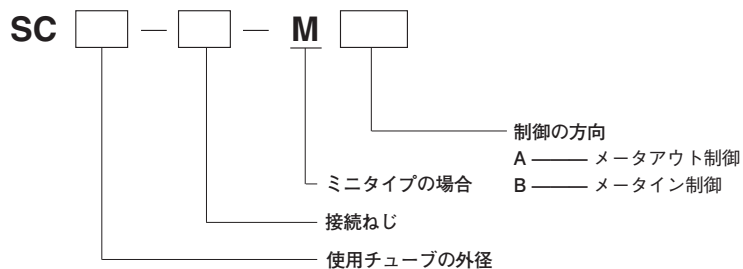 SC □ − □ − M □
制御の方向
A ―― メータアウト制御
B ―― メータイン制御
ミニタイプの場合
接続ねじ
使用チューブの外径